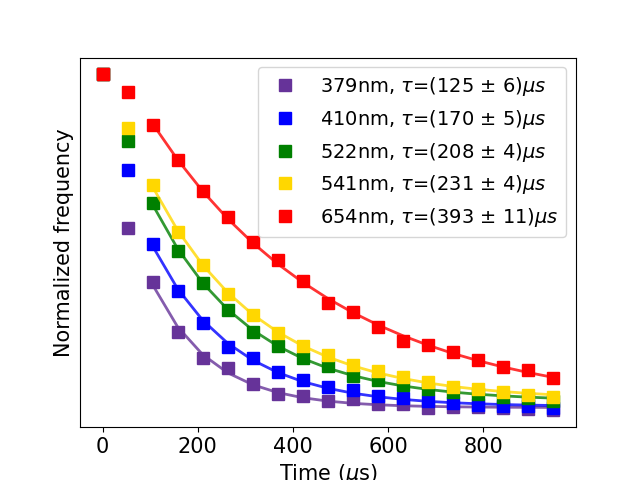 379nm, τ=(125 ± 6)μs
410nm, τ=(170 ± 5)μs
522nm, τ=(208 ± 4)μs
541nm, τ=(231 ± 4)μs
654nm, τ=(393 ± 11)μs
Normalized frequency
0 200 400 600 800
Time (μs)